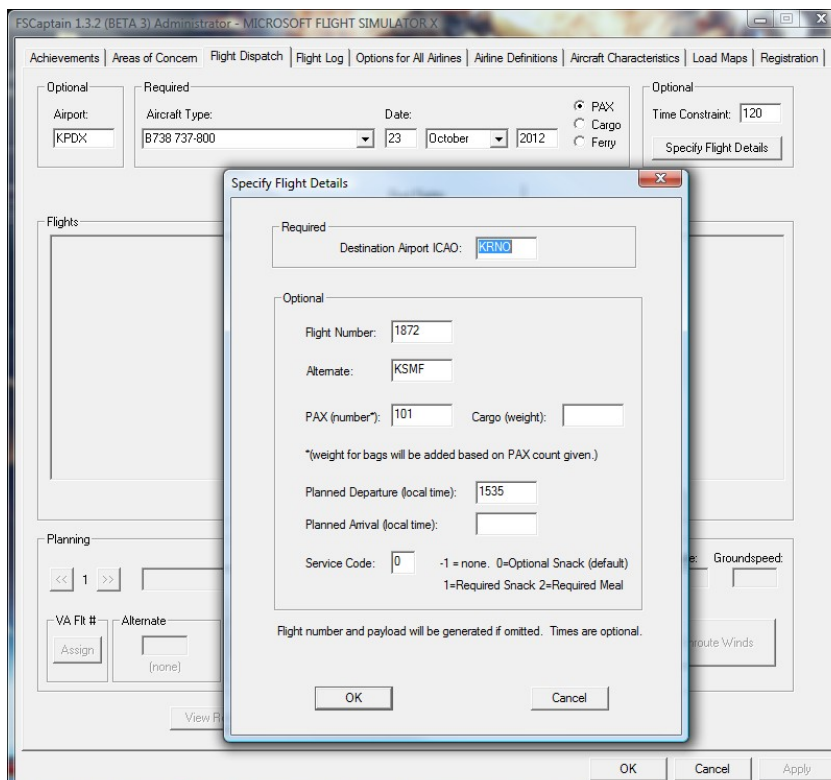 FSCaptain 1.3.2 (BETA 3) Administrator - MICROSOFT FLIGHT SIMULATOR X
Achievements Areas of Concern Flight Dispatch Flight Log Options for All Airlines Airline Definitions Aircraft Characteristics Load Maps Registration
Optional Required Optional
Airport: Aircraft Type: Date: PAX Time Constraint: 120
KPDX B738 737-800 23 October 2012 Cargo
Ferry Specify Flight Details
Specify Flight Details
Flights
Required
Destination Airport ICAO: KRNO
Optional
Flight Number: 1872
Alternate: KSMF
PAX (number*): 101 Cargo (weight):
*(weight for bags will be added based on PAX count given.)
Planned Departure (local time): 1535
Planned Arrival (local time):
Service Code: 0 -1 = none. 0=Optional Snack (default)
1=Required Snack 2=Required Meal
Flight number and payload will be generated if omitted. Times are optional.
OK Cancel
Planning
<< 1 >> Groundspeed:
VA Flt # Alternate
Assign (none) Winds
View
OK Cancel Apply